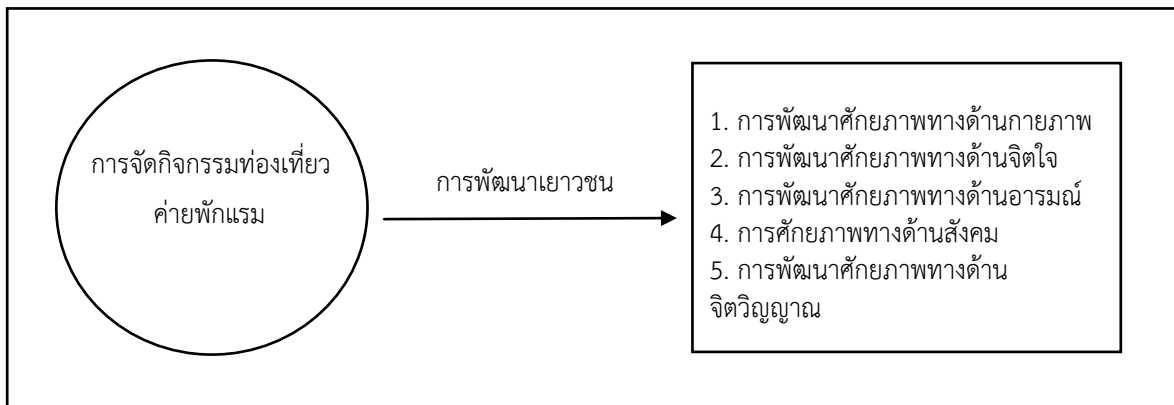 การจัดกิจกรรมท่องเที่ยว
ค่ายพักแรม
การพัฒนาเยาวชน
1. การพัฒนาศักยภาพทางด้านกายภาพ
2. การพัฒนาศักยภาพทางด้านจิตใจ
3. การพัฒนาศักยภาพทางด้านอารมณ์
4. การศักยภาพทางด้านสังคม
5. การพัฒนาศักยภาพทางด้าน
จิตวิญญาณ